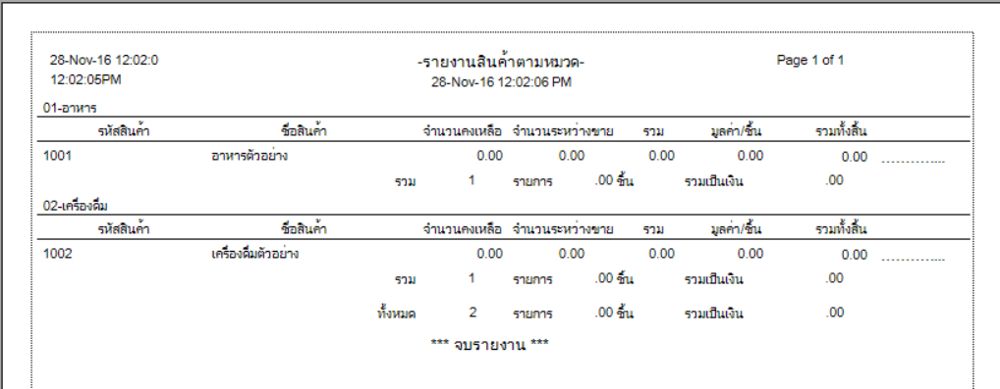 28-Nov-16 12:02:0 -รายงานสินค้าตามหมวด- Page 1 of 1
12:02:05PM 28-Nov-16 12:02:06 PM
01-อาหาร
รหัสสินค้า ชื่อสินค้า จำนวนคงเหลือ จำนวนระหว่างขาย รวม มูลค่า/ชิ้น รวมทั้งสิ้น
1001 อาหารตัวอย่าง 0.00 0.00 0.00 0.00 0.00 ..............
รวม 1 รายการ .00 ชิ้น รวมเป็นเงิน .00
02-เครื่องดื่ม
รหัสสินค้า ชื่อสินค้า จำนวนคงเหลือ จำนวนระหว่างขาย รวม มูลค่า/ชิ้น รวมทั้งสิ้น
1002 เครื่องดื่มตัวอย่าง 0.00 0.00 0.00 0.00 0.00 ..............
รวม 1 รายการ .00 ชิ้น รวมเป็นเงิน .00
ทั้งหมด 2 รายการ .00 ชิ้น รวมเป็นเงิน .00
*** จบรายงาน ***